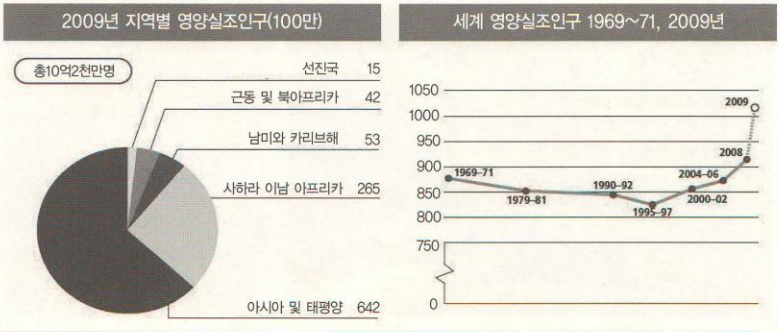 2009년 지역별 영양실조인구(100만)
총10억2천만명
선진국 15
근동 및 북아프리카 42
남미와 카리브해 53
사하라 이남 아프리카 265
아시아 및 태평양 642
세계 영양실조인구 1969~71, 2009년
1050
1000
950
900
850
800
750
0
1969-71
1979-81
1990-92
1995-97
2000-02
2004-06
2008
2009